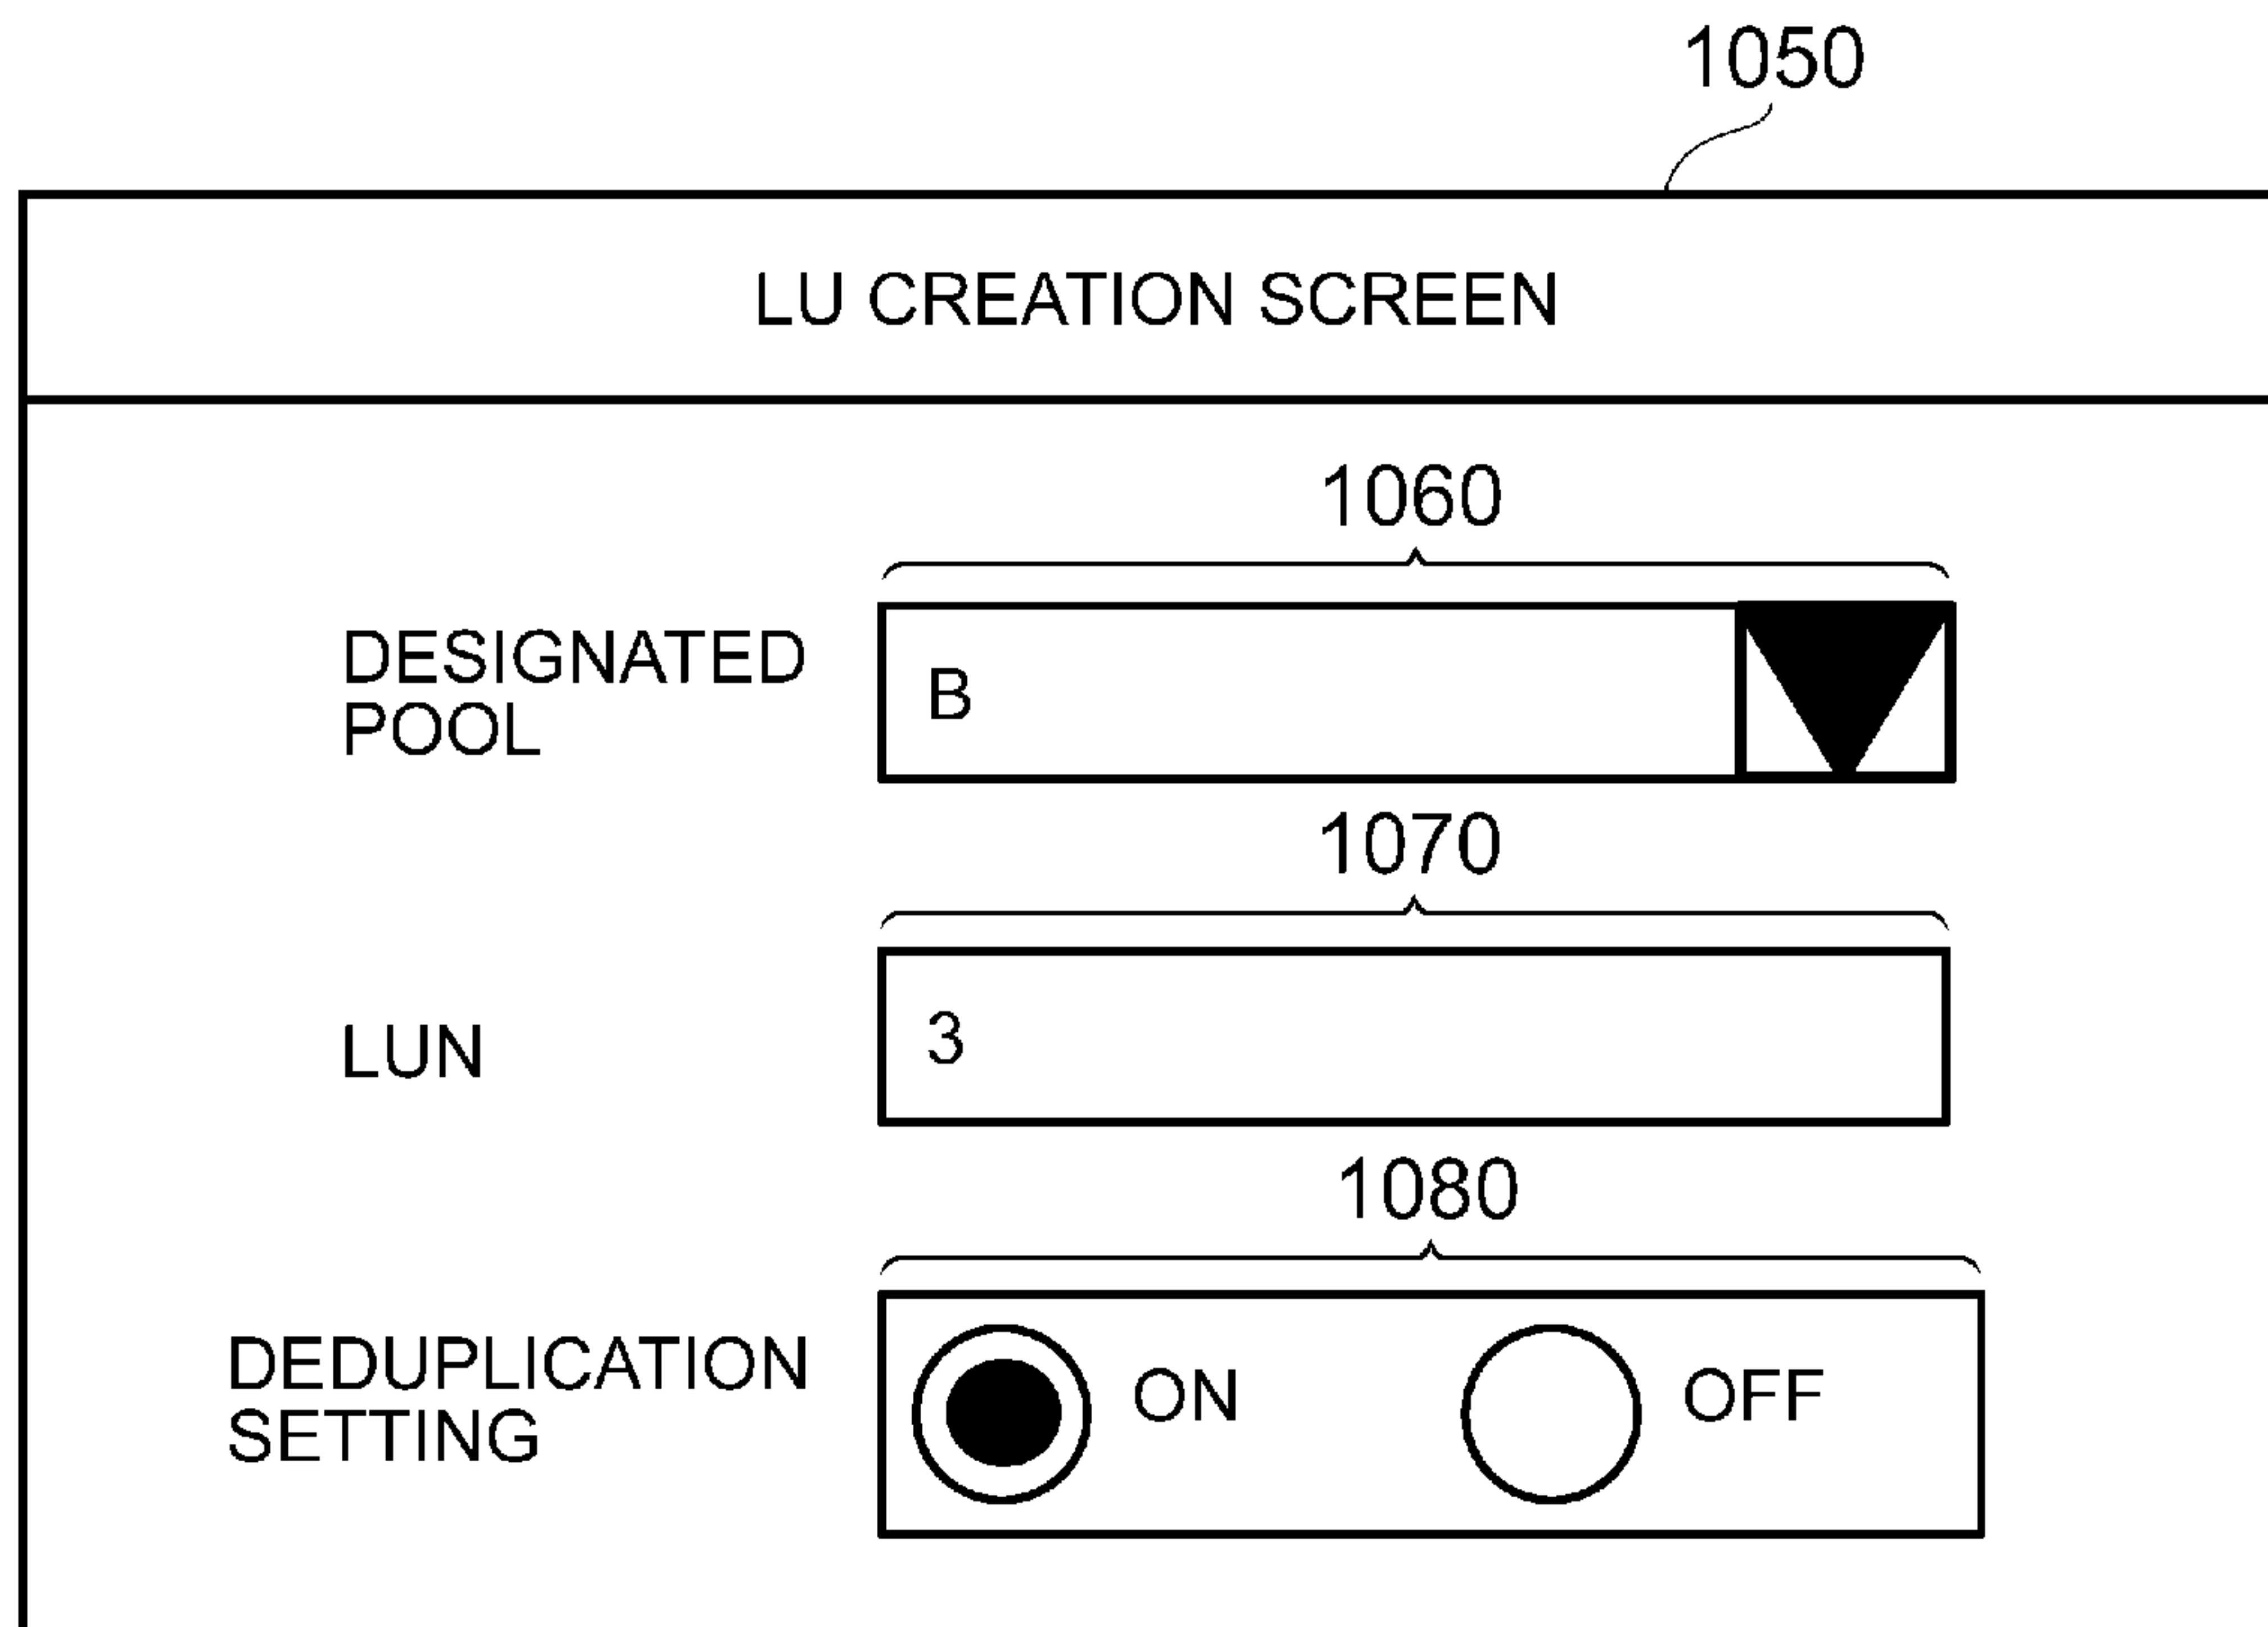 1050
LU CREATION SCREEN
1060
DESIGNATED
POOL
B
1070
LUN
3
1080
DEDUPLICATION
SETTING
ON
OFF